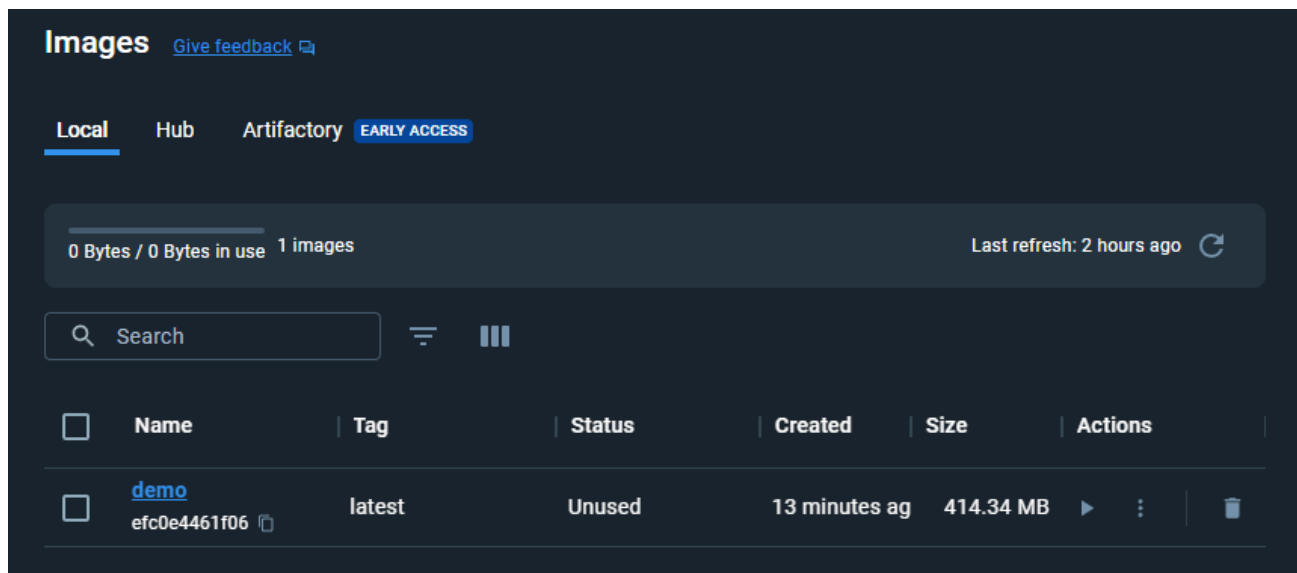 Images Give feedback
Local Hub Artifactory EARLY ACCESS
0 Bytes / 0 Bytes in use 1 images Last refresh: 2 hours ago
Search
Name Tag Status Created Size Actions
demo
efc0e4461f06 latest Unused 13 minutes ag 414.34 MB